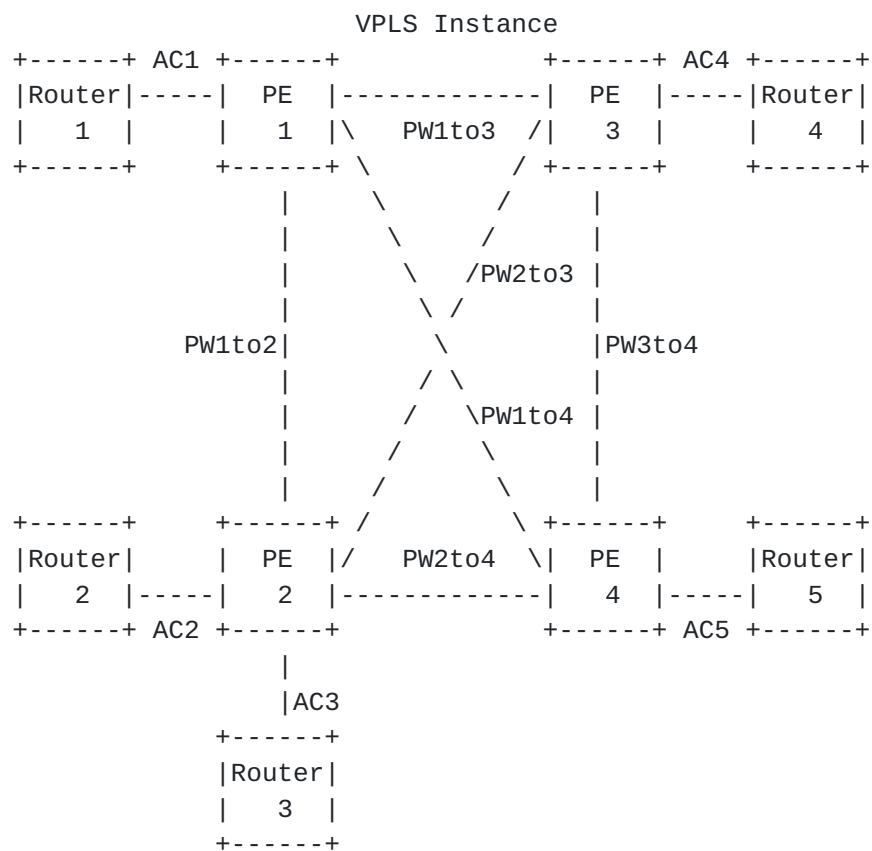 VPLS Instance
+------+ AC1 +------+             +------+ AC4 +------+
|Router|-----|  PE  |-------------|  PE  |-----|Router|
|   1  |     |   1  |\   PW1to3  /|   3  |     |   4  |
+------+     +------+ \         / +------+     +------+
                 |     \       /     |
                 |      \     /      |
                 |       \   /PW2to3 |
                 |        \ /        |
           PW1to2|         \         |PW3to4
                 |        / \        |
                 |       /   \PW1to4 |
                 |      /     \      |
                 |     /       \     |
+------+     +------+ /         \ +------+     +------+
|Router|     |  PE  |/   PW2to4  \|  PE  |     |Router|
|   2  |-----|   2  |-------------|   4  |-----|   5  |
+------+ AC2 +------+             +------+ AC5 +------+
                 |
                 |AC3
             +------+
             |Router|
             |   3  |
             +------+